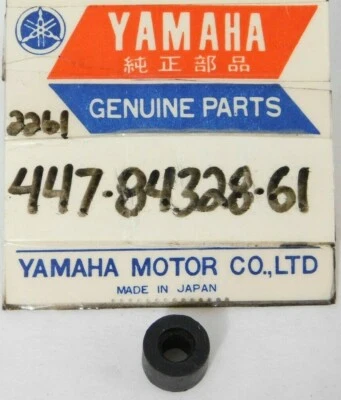 YAMAHA
純正部品
GENUINE PARTS
2261
447-84328-61
YAMAHA MOTOR CO.,LTD
MADE IN JAPAN